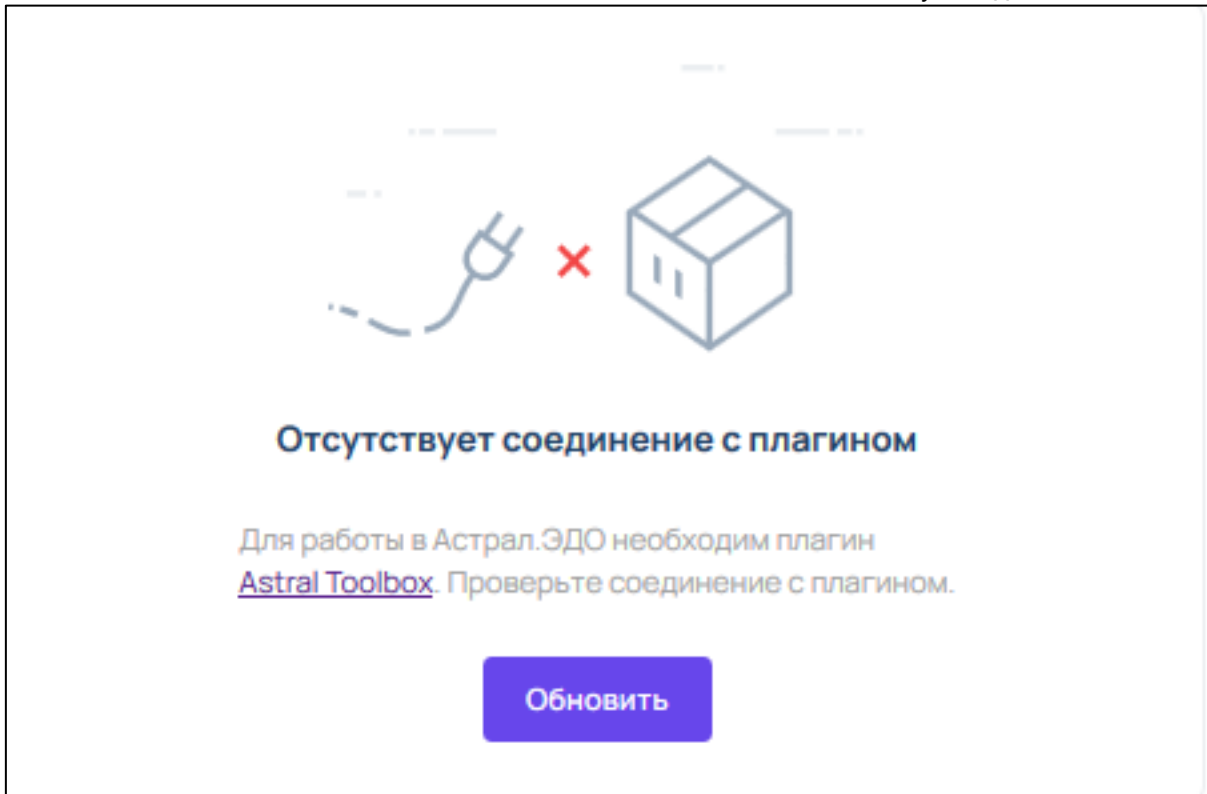 Отсутствует соединение с плагином
Для работы в Астрал.ЭДО необходим плагин
Astral Toolbox. Проверьте соединение с плагином.
Обновить